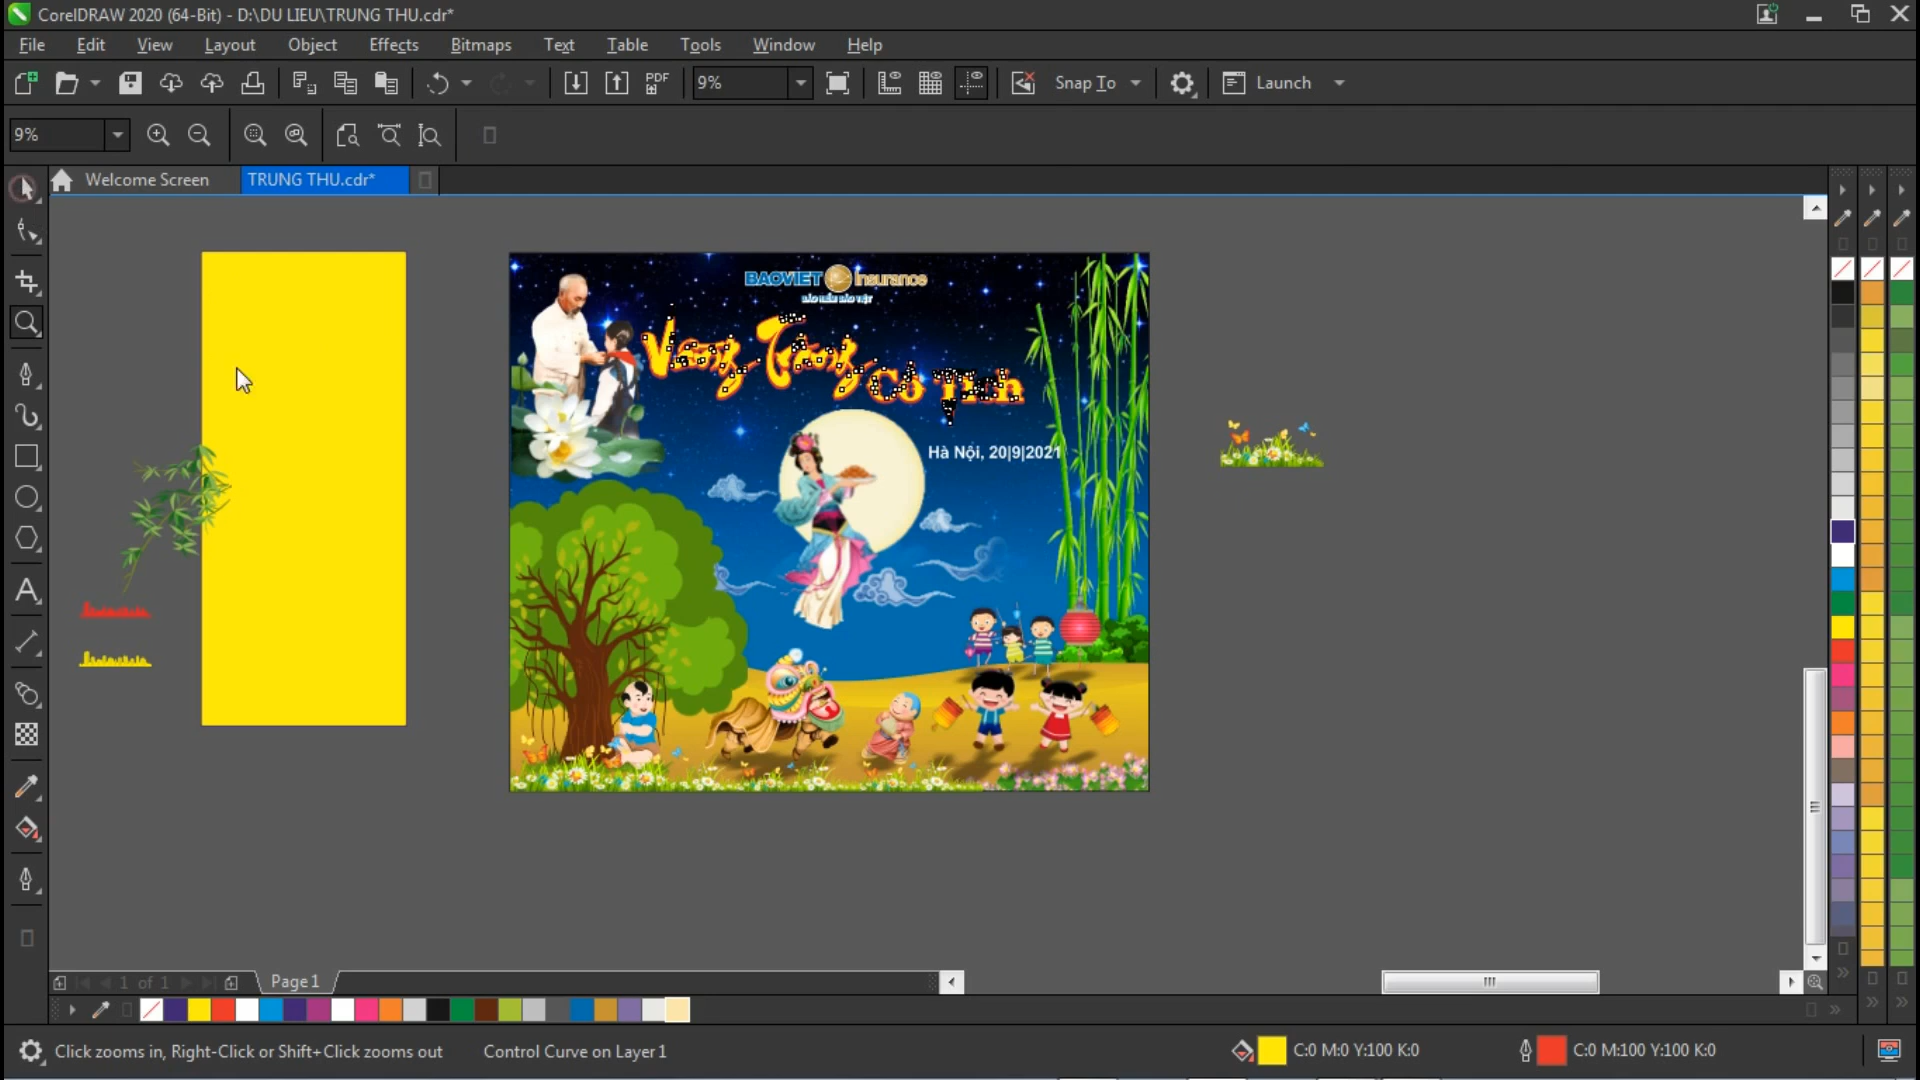 CorelDRAW 2020 (64-Bit) - D:\DU LIEU\TRUNG THU.cdr*
File Edit View Layout Object Effects Bitmaps Text Table Tools Window Help
PDF 9% Snap To Launch
9%
Welcome Screen TRUNG THU.cdr*
BAOVIET Insurance
Vầng Trăng
Cổ Tích
Hà Nội, 20|9|2021
1 of 1 Page 1
Click zooms in, Right-Click or Shift+Click zooms out Control Curve on Layer 1 C:0 M:0 Y:100 K:0 C:0 M:100 Y:100 K:0